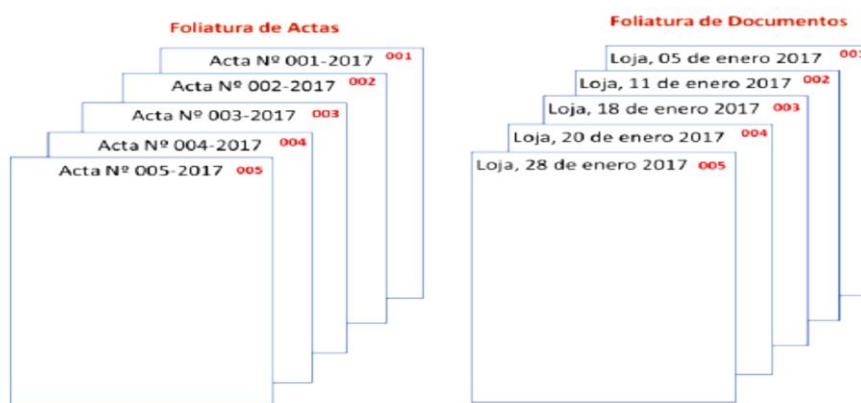 Foliatura de Actas
Acta Nº 001-2017 001
Acta Nº 002-2017 002
Acta Nº 003-2017 003
Acta Nº 004-2017 004
Acta Nº 005-2017 005
Foliatura de Documentos
Loja, 05 de enero 2017 001
Loja, 11 de enero 2017 002
Loja, 18 de enero 2017 003
Loja, 20 de enero 2017 004
Loja, 28 de enero 2017 005